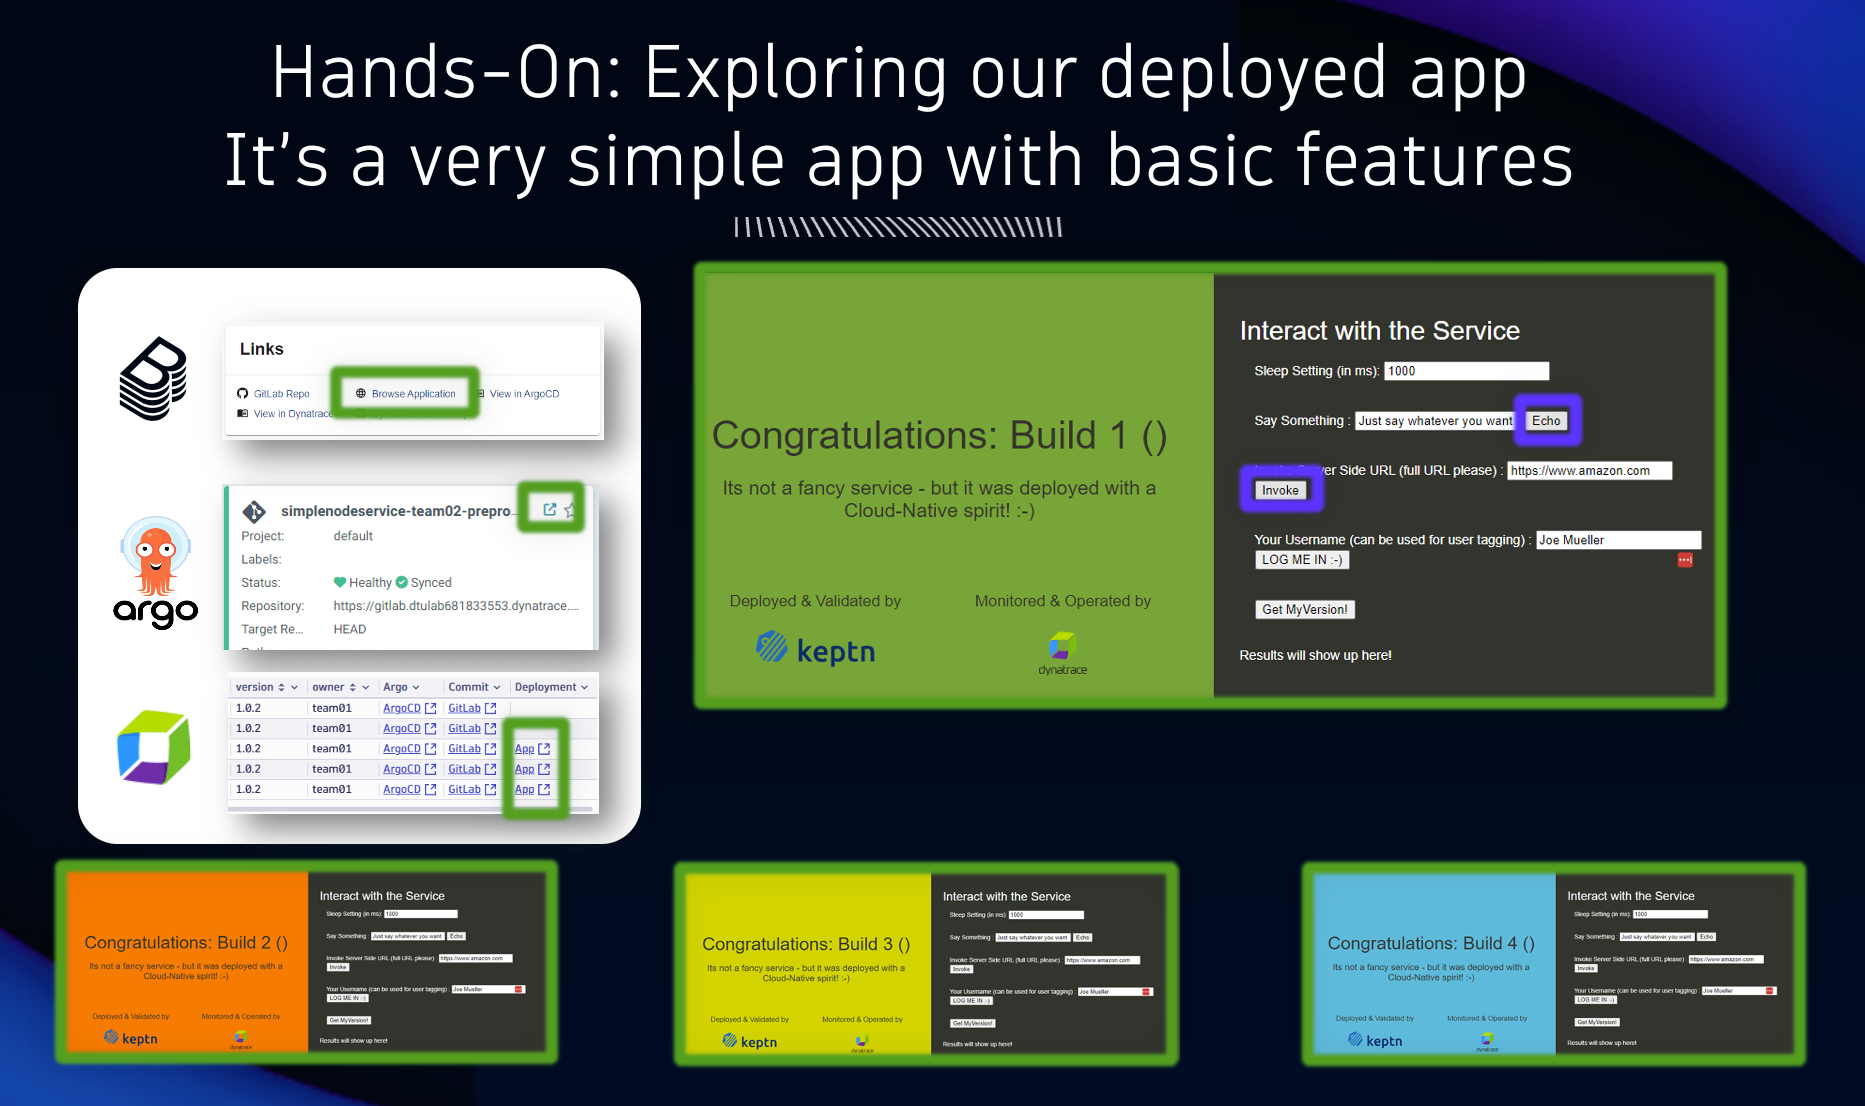 Hands-On: Exploring our deployed app
It's a very simple app with basic features
Links
GitLab Repo
Browse Application
View in ArgoCD
View in Dynatrace
argo
simplenodeservice-team02-prepro...
Project: default
Labels:
Status: Healthy Synced
Repository: https://gitlab.dtulab681833553.dynatrace....
Target Re... HEAD
version owner Argo Commit Deployment
1.0.2 team01 ArgoCD GitLab
1.0.2 team01 ArgoCD GitLab
1.0.2 team01 ArgoCD GitLab App
1.0.2 team01 ArgoCD GitLab App
1.0.2 team01 ArgoCD GitLab App
Congratulations: Build 1 ()
Its not a fancy service - but it was deployed with a
Cloud-Native spirit! :-)
Deployed & Validated by
keptn
Monitored & Operated by
dynatrace
Interact with the Service
Sleep Setting (in ms): 1000
Say Something : Just say whatever you want Echo
Server Side URL (full URL please) : https://www.amazon.com
Invoke
Your Username (can be used for user tagging) : Joe Mueller
LOG ME IN :-)
Get MyVersion!
Results will show up here!
Congratulations: Build 2 ()
Its not a fancy service - but it was deployed with a
Cloud-Native spirit! :-)
Deployed & Validated by
keptn
Monitored & Operated by
dynatrace
Interact with the Service
Sleep Setting (in ms): 1000
Say Something : Just say whatever you want Echo
Invoke Server Side URL (full URL please) : https://www.amazon.com
Invoke
Your Username (can be used for user tagging) : Joe Mueller
LOG ME IN :-)
Get MyVersion!
Results will show up here!
Congratulations: Build 3 ()
Its not a fancy service - but it was deployed with a
Cloud-Native spirit! :-)
Deployed & Validated by
keptn
Monitored & Operated by
dynatrace
Interact with the Service
Sleep Setting (in ms): 1000
Say Something : Just say whatever you want Echo
Invoke Server Side URL (full URL please) : https://www.amazon.com
Invoke
Your Username (can be used for user tagging) : Joe Mueller
LOG ME IN :-)
Get MyVersion!
Results will show up here!
Congratulations: Build 4 ()
Its not a fancy service - but it was deployed with a
Cloud-Native spirit! :-)
Deployed & Validated by
keptn
Monitored & Operated by
dynatrace
Interact with the Service
Sleep Setting (in ms): 1000
Say Something : Just say whatever you want Echo
Invoke Server Side URL (full URL please) : https://www.amazon.com
Invoke
Your Username (can be used for user tagging) : Joe Mueller
LOG ME IN :-)
Get MyVersion!
Results will show up here!